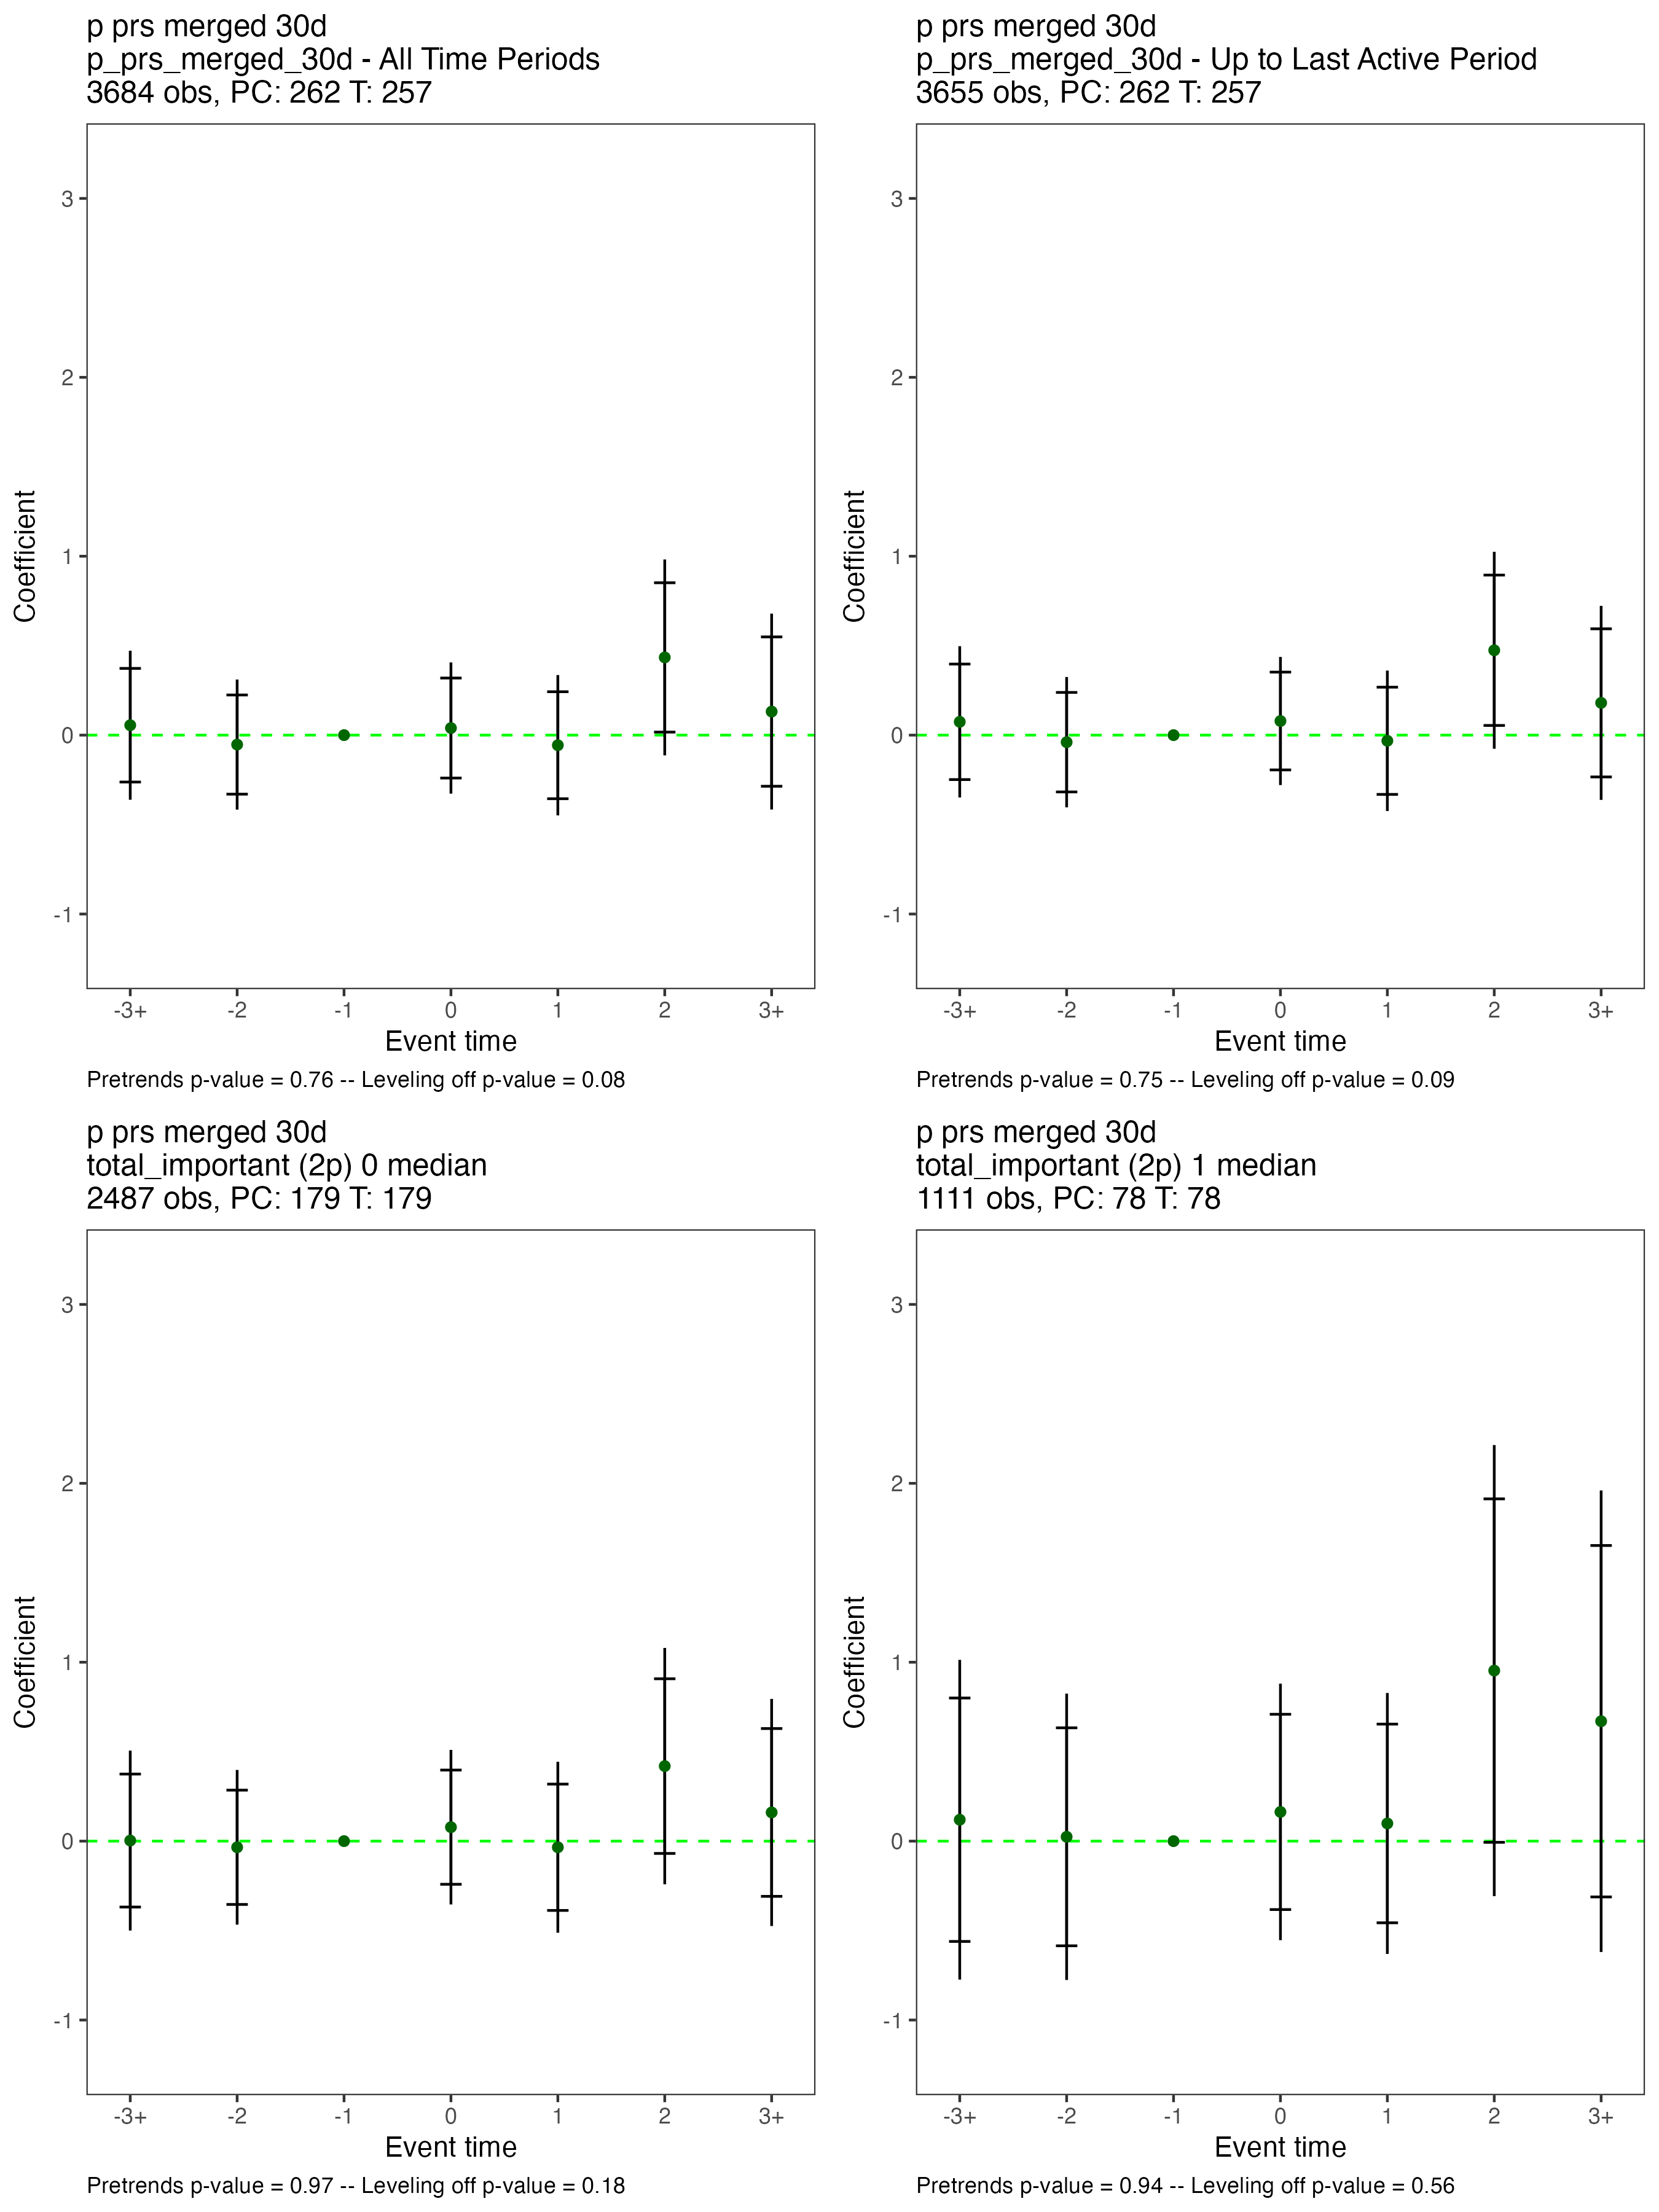 p prs merged 30d
p_prs_merged_30d - All Time Periods
3684 obs, PC: 262 T: 257
3
2
1
0
-1
Coefficient
-3+ -2 -1 0 1 2 3+
Event time
Pretrends p-value = 0.76 -- Leveling off p-value = 0.08
p prs merged 30d
p_prs_merged_30d - Up to Last Active Period
3655 obs, PC: 262 T: 257
3
2
1
0
-1
Coefficient
-3+ -2 -1 0 1 2 3+
Event time
Pretrends p-value = 0.75 -- Leveling off p-value = 0.09
p prs merged 30d
total_important (2p) 0 median
2487 obs, PC: 179 T: 179
3
2
1
0
-1
Coefficient
-3+ -2 -1 0 1 2 3+
Event time
Pretrends p-value = 0.97 -- Leveling off p-value = 0.18
p prs merged 30d
total_important (2p) 1 median
1111 obs, PC: 78 T: 78
3
2
1
0
-1
Coefficient
-3+ -2 -1 0 1 2 3+
Event time
Pretrends p-value = 0.94 -- Leveling off p-value = 0.56